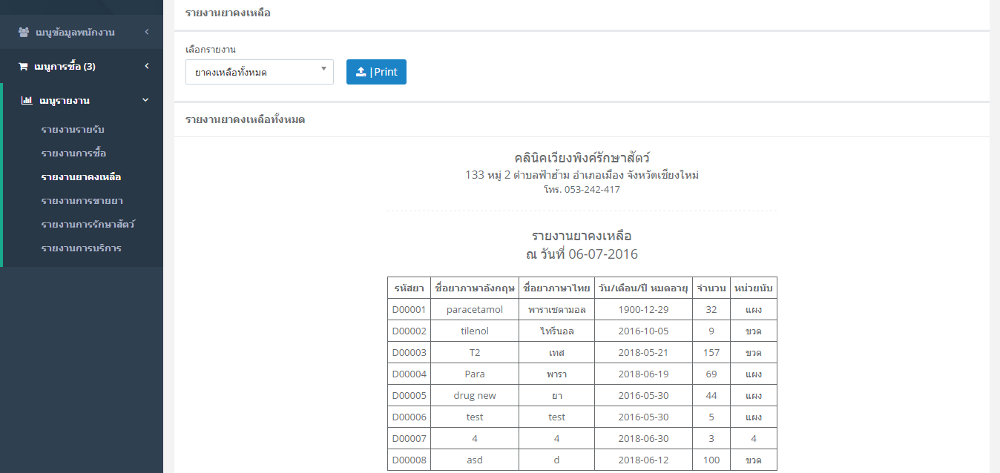 เมนูข้อมูลพนักงาน
เมนูการซื้อ (3)
เมนูรายงาน
รายงานรายรับ
รายงานการซื้อ
รายงานยาคงเหลือ
รายงานการขายยา
รายงานการรักษาสัตว์
รายงานการบริการ
รายงานยาคงเหลือ
เลือกรายงาน
ยาคงเหลือทั้งหมด |Print
รายงานยาคงเหลือทั้งหมด
คลินิคเวียงพิงค์รักษาสัตว์
133 หมู่ 2 ตำบลฟ้าฮ่าม อำเภอเมือง จังหวัดเชียงใหม่
โทร. 053-242-417
รายงานยาคงเหลือ
ณ วันที่ 06-07-2016
รหัสยา ชื่อยาภาษาอังกฤษ ชื่อยาภาษาไทย วัน/เดือน/ปี หมดอายุ จำนวน หน่วยนับ
D00001 paracetamol พาราเซตามอล 1900-12-29 32 แผง
D00002 tilenol ไทรีนอล 2016-10-05 9 ขวด
D00003 T2 เทส 2018-05-21 157 ขวด
D00004 Para พารา 2018-06-19 69 แผง
D00005 drug new ยา 2016-05-30 44 แผง
D00006 test test 2016-05-30 5 แผง
D00007 4 4 2018-06-30 3 4
D00008 asd d 2018-06-12 100 ขวด